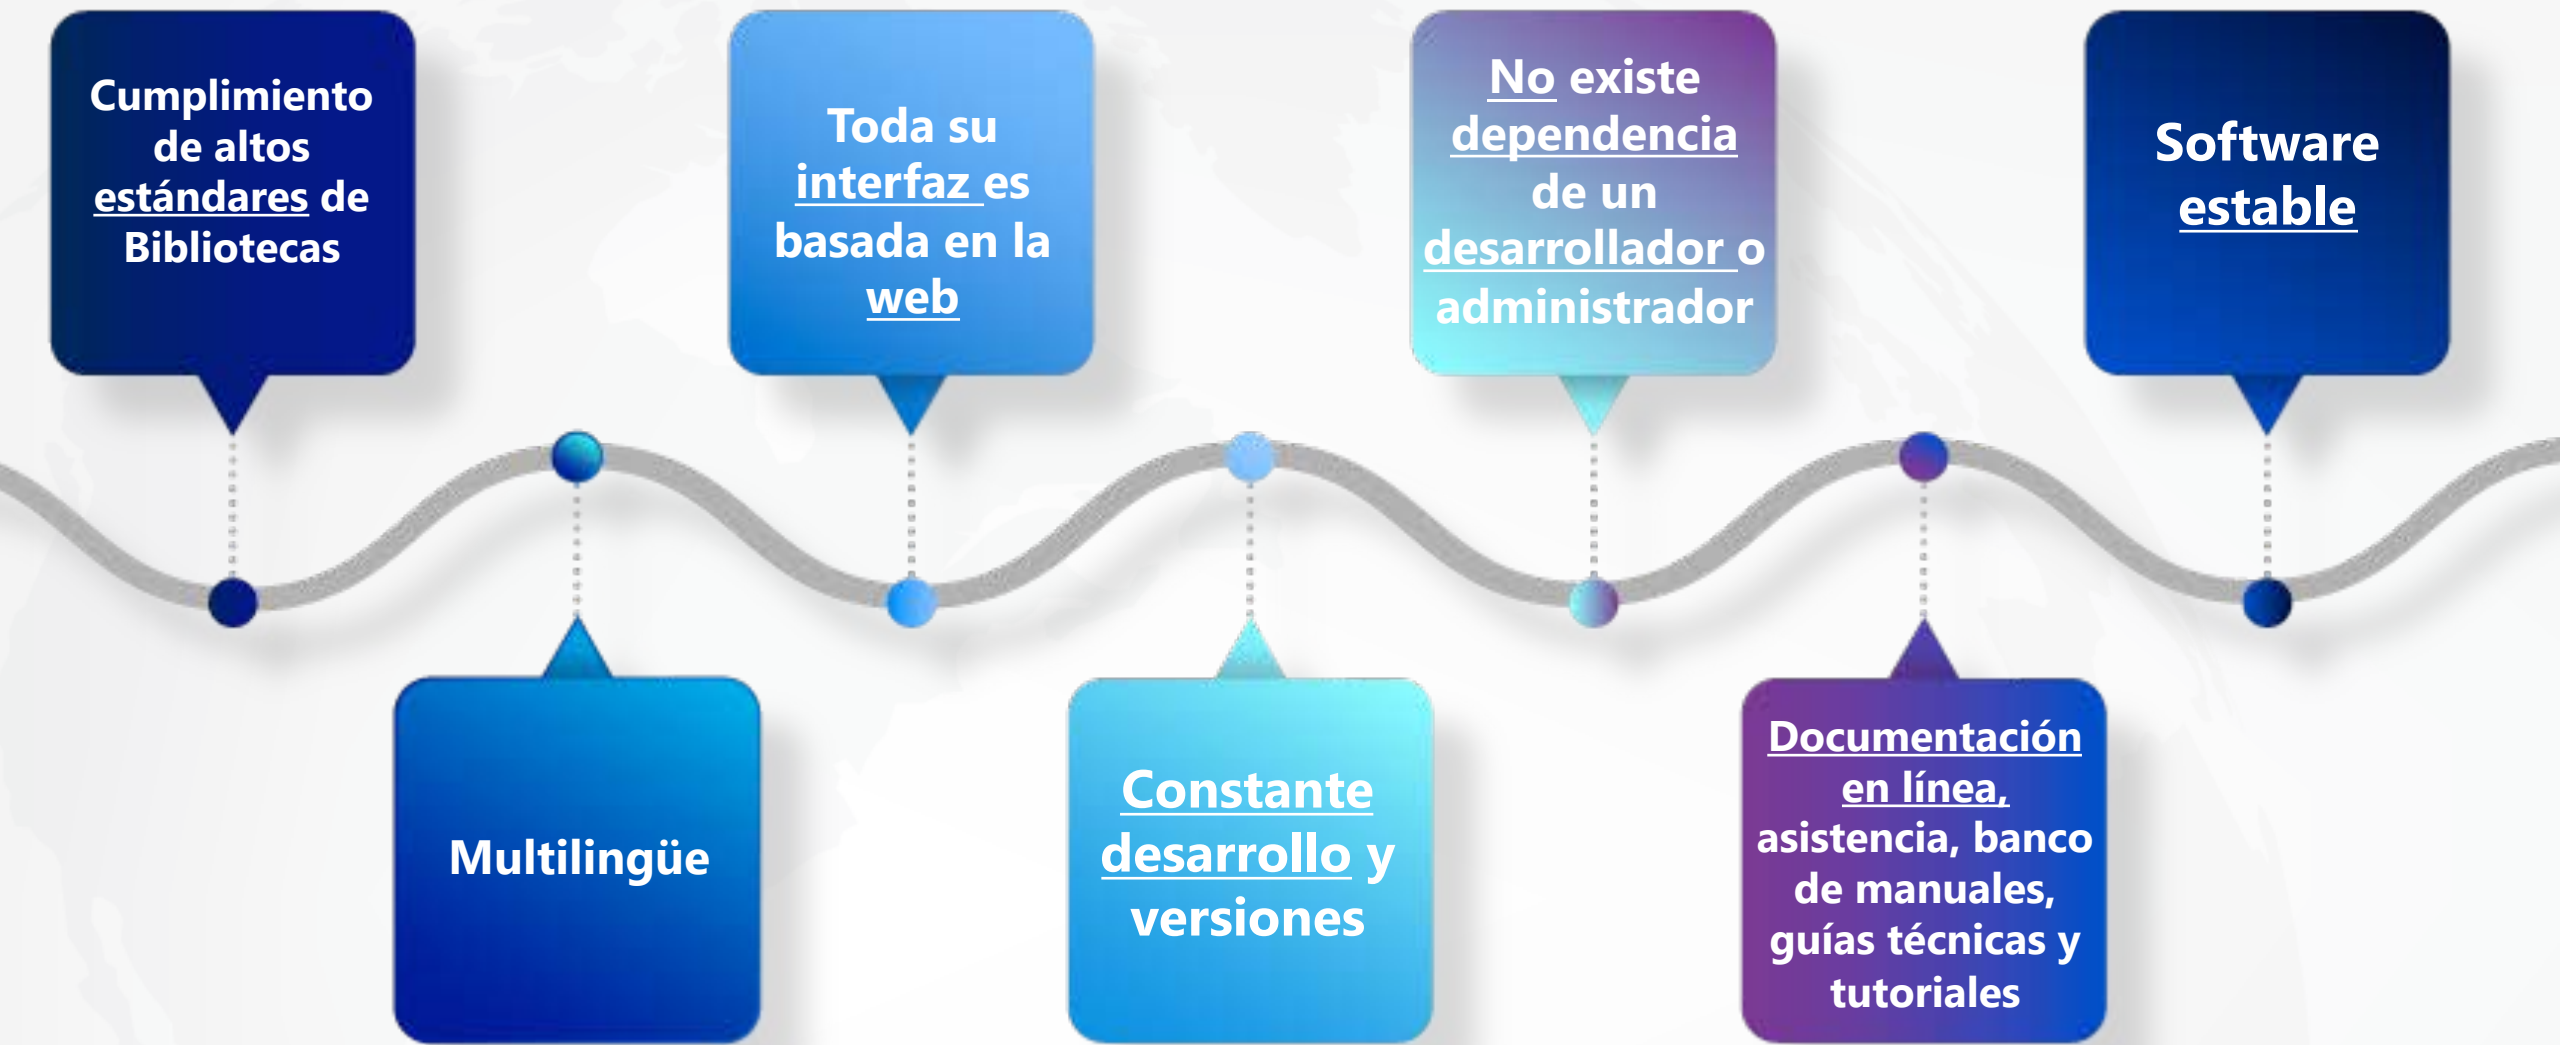 Cumplimiento
de altos
estándares de
Bibliotecas
Multilingüe
Toda su
interfaz es
basada en la
web
Constante
desarrollo y
versiones
No existe
dependencia
de un
desarrollador o
administrador
Documentación
en línea,
asistencia, banco
de manuales,
guías técnicas y
tutoriales
Software
estable